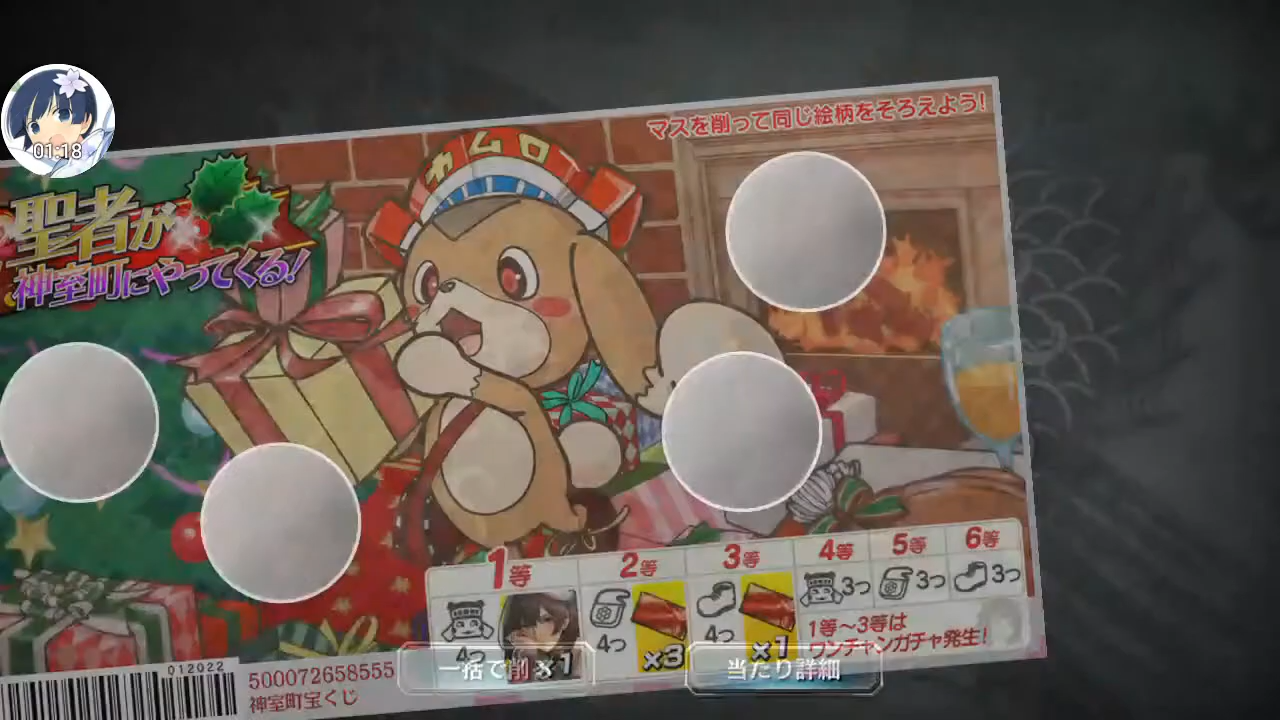 マスを削って同じ絵柄をそろえよう!
カムロ
01:18
聖者が
神室町にやってくる!
1等
2等
3等
4等
5等
6等
3つ
3つ
3つ
4つ
4つ
4つ
×1
×3
×1
1等~3等は
ワンチャンガチャ発生!
一括で削る
当たり詳細
012022
500072658555
神室町宝くじ